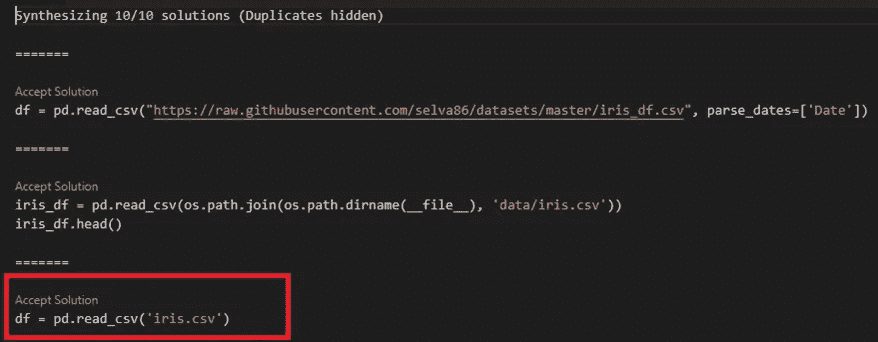 Synthesizing 10/10 solutions (Duplicates hidden)
=======
Accept Solution
df = pd.read_csv("https://raw.githubusercontent.com/selva86/datasets/master/iris_df.csv", parse_dates=['Date'])
=======
Accept Solution
iris_df = pd.read_csv(os.path.join(os.path.dirname(__file__), 'data/iris.csv'))
iris_df.head()
=======
Accept Solution
df = pd.read_csv('iris.csv')